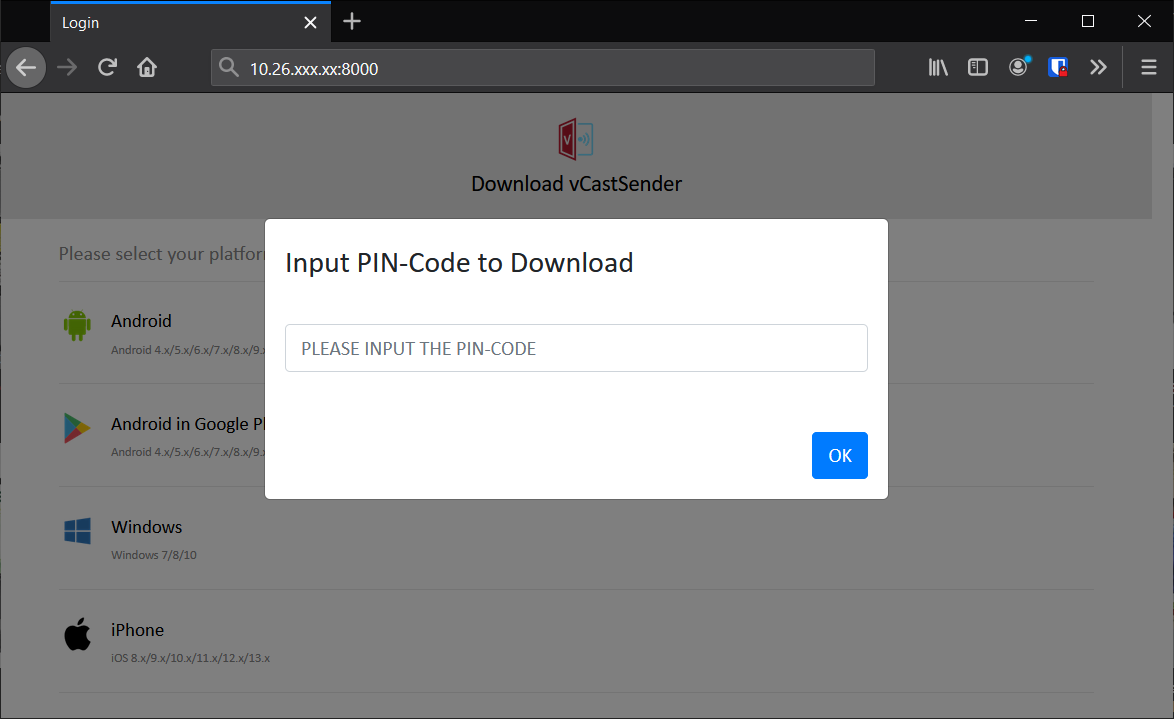 Login
10.26.xxx.xx:8000
V
Download vCastSender
Please select your platfor
Input PIN-Code to Download
PLEASE INPUT THE PIN-CODE
OK
Android
Android 4.x/5.x/6.x/7.x/8.x/9.x
Android in Google Pl
Android 4.x/5.x/6.x/7.x/8.x/9.x
Windows
Windows 7/8/10
iPhone
iOS 8.x/9.x/10.x/11.x/12.x/13.x